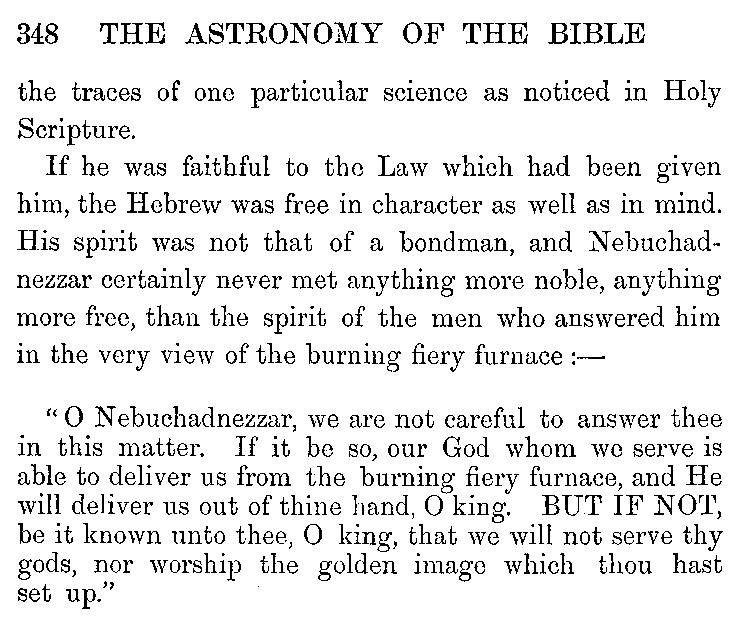 348 THE ASTRONOMY OF THE BIBLE
the traces of one particular science as noticed in Holy
Scripture.
If he was faithful to the Law which had been given
him, the Hebrew was free in character as well as in mind.
His spirit was not that of a bondman, and Nebuchad-
nezzar certainly never met anything more noble, anything
more free, than the spirit of the men who answered him
in the very view of the burning fiery furnace :—
“O Nebuchadnezzar, we are not careful to answer thee
in this matter. If it be so, our God whom we serve is
able to deliver us from the burning fiery furnace, and He
will deliver us out of thine hand, O king. BUT IF NOT,
be it known unto thee, O king, that we will not serve thy
gods, nor worship the golden image which thou hast
set up.”